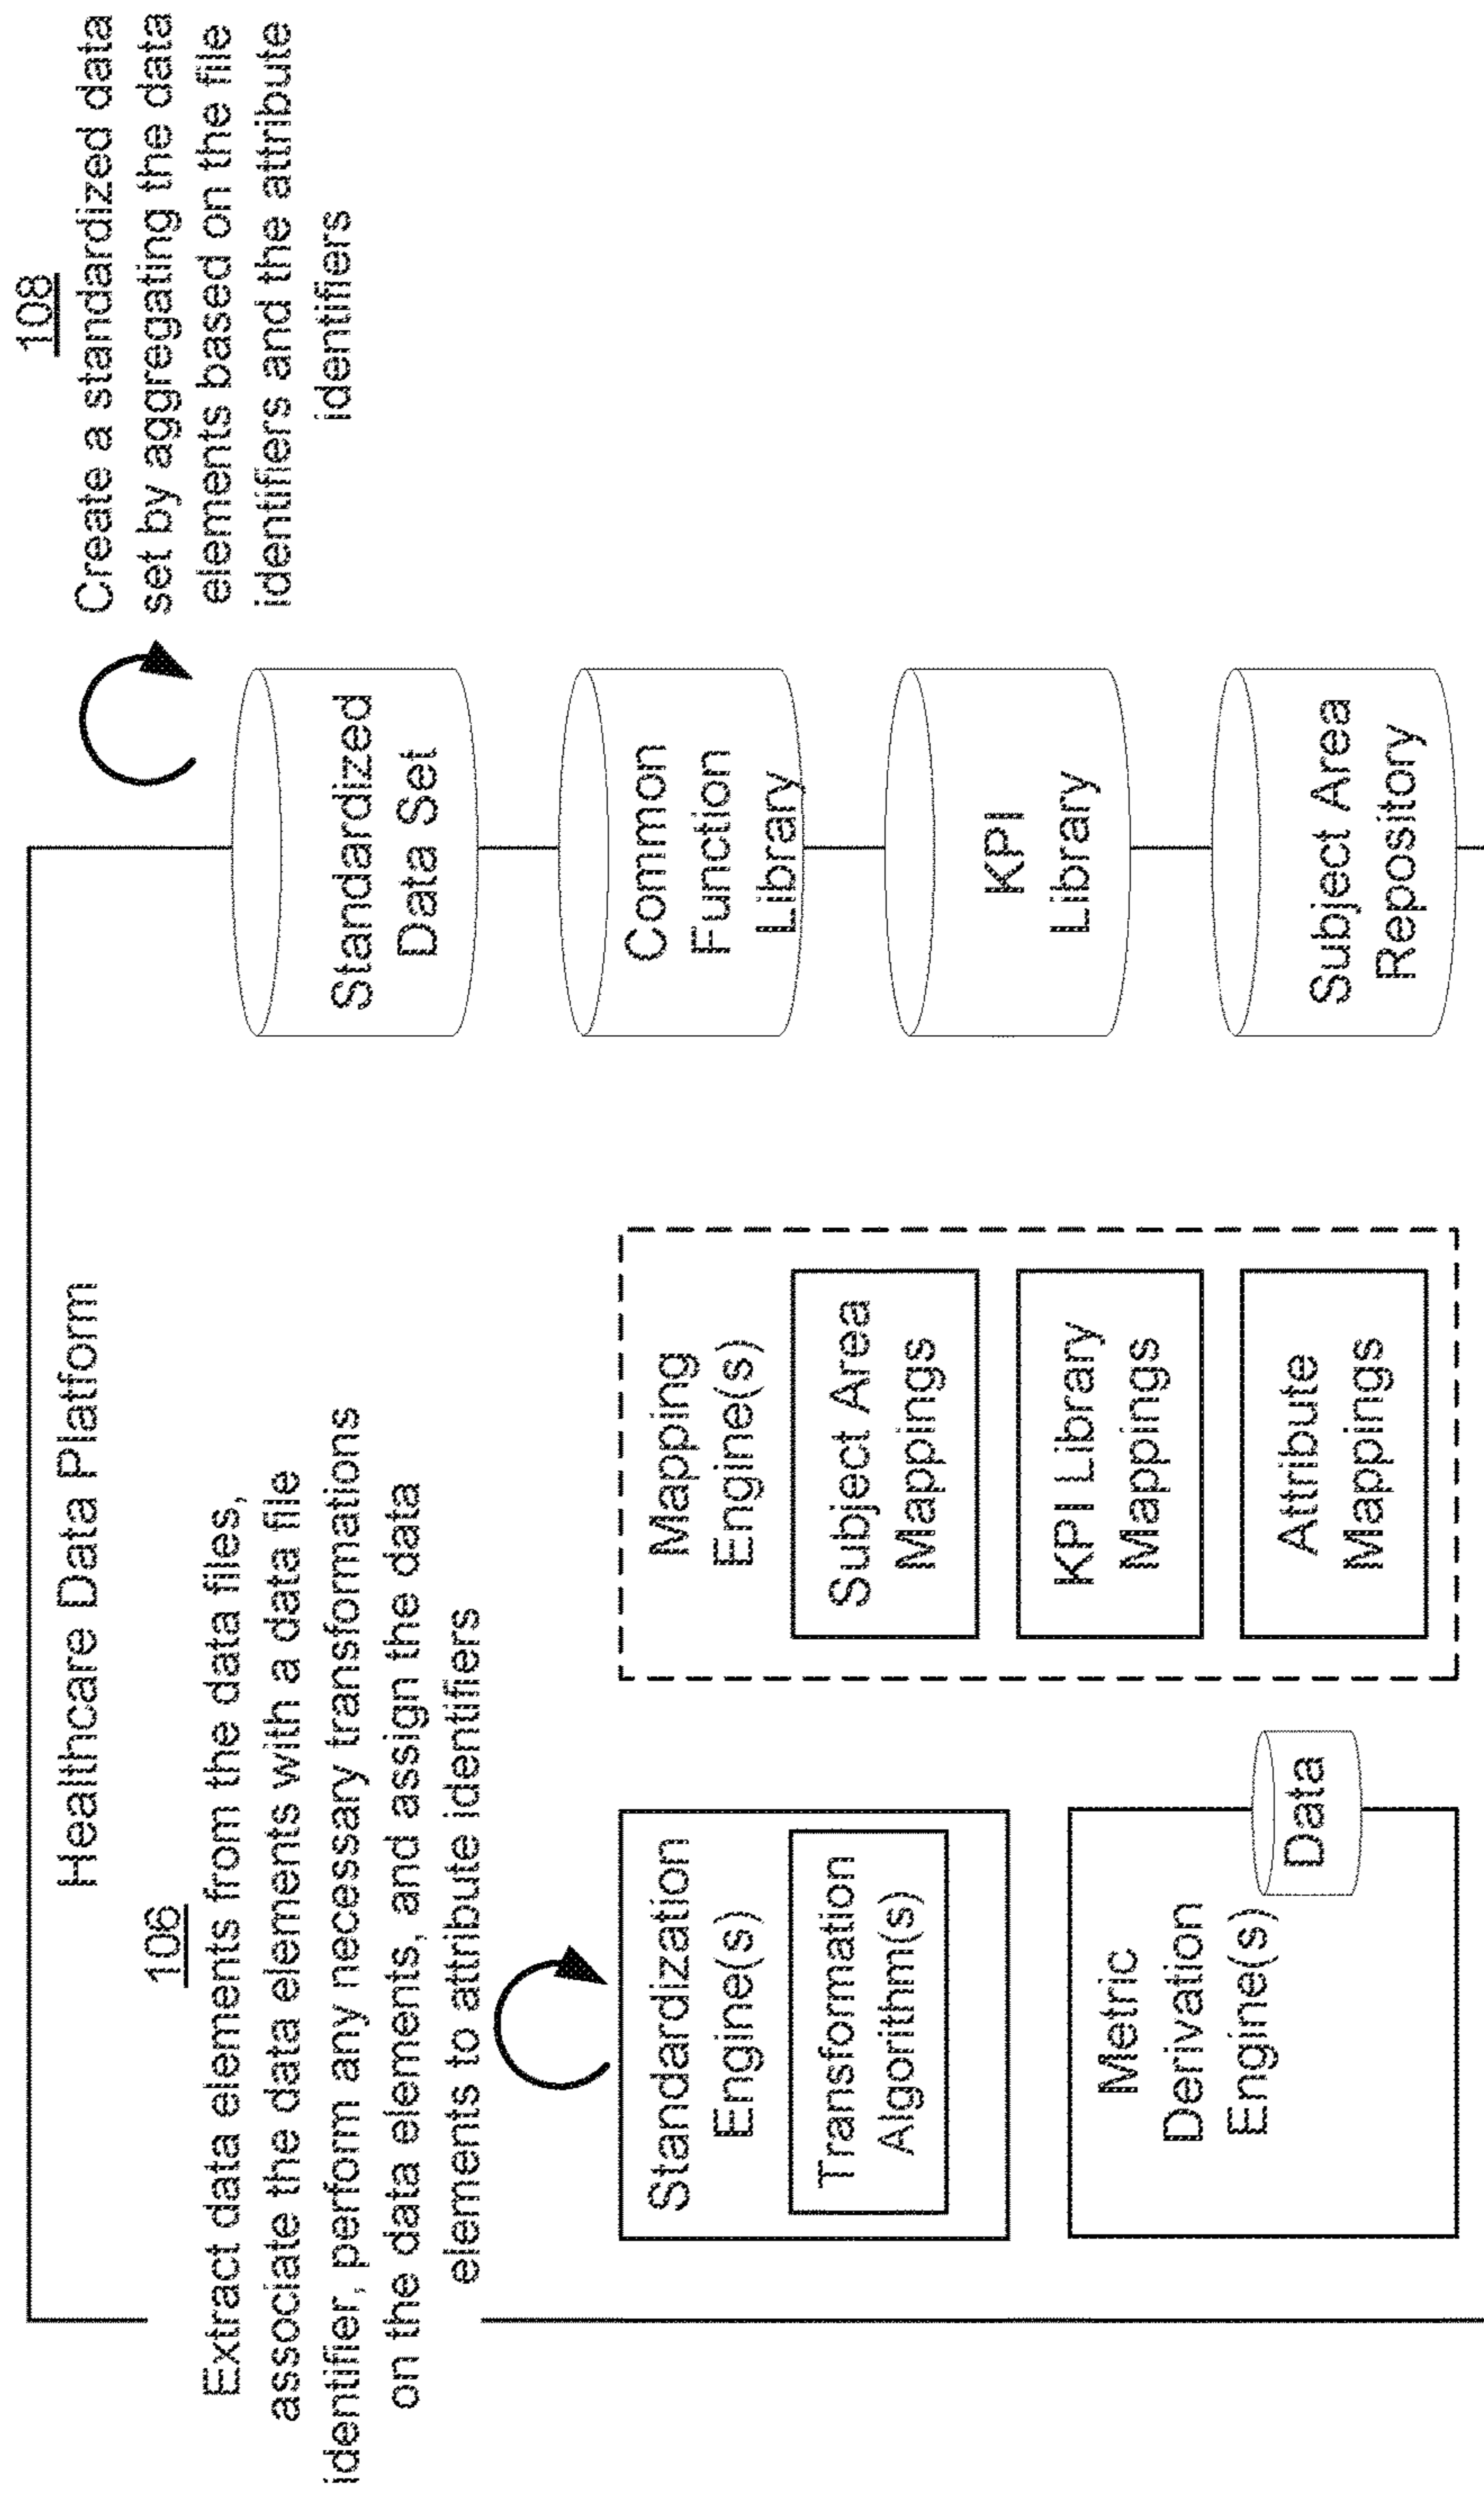 Healthcare Data Platform
106
Extract data elements from the data files,
associate the data elements with a data file
identifier, perform any necessary transformations
on the data elements, and assign the data
elements to attribute identifiers
Standardization
Engine(s)
Transformation
Algorithm(s)
Metric
Derivation
Engine(s)
Data
Mapping
Engine(s)
Subject Area
Mappings
KPI Library
Mappings
Attribute
Mappings
108
Create a standardized data
set by aggregating the data
elements based on the file
identifiers and the attribute
identifiers
Standardized
Data Set
Common
Function
Library
KPI
Library
Subject Area
Repository